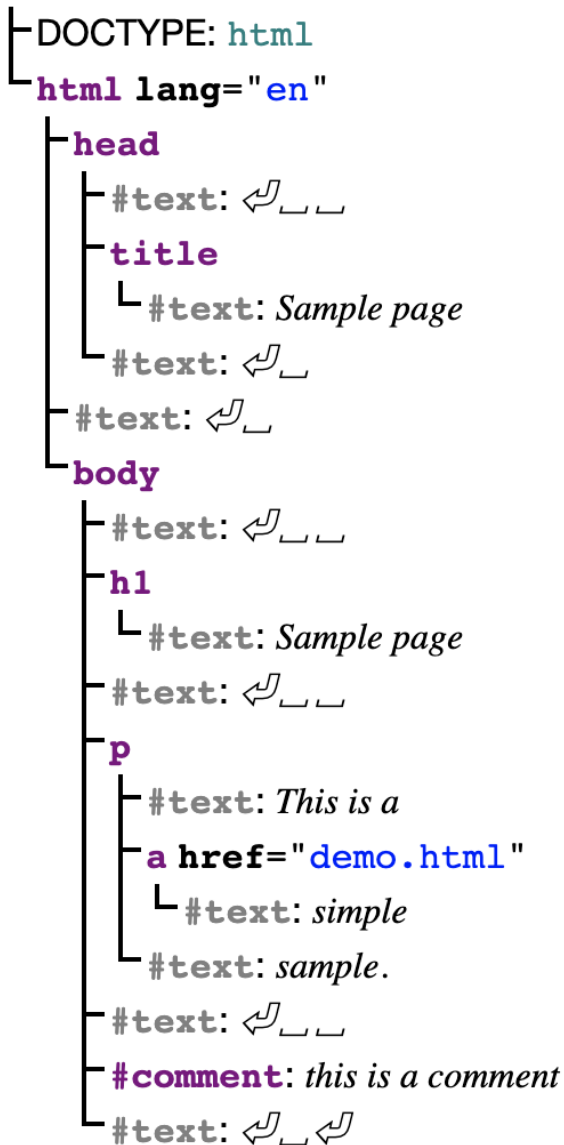 DOCTYPE: html
html lang="en"
head
#text: ⏎␣␣
title
#text: Sample page
#text: ⏎␣
#text: ⏎␣
body
#text: ⏎␣␣
h1
#text: Sample page
#text: ⏎␣␣
p
#text: This is a
a href="demo.html"
#text: simple
#text: sample.
#text: ⏎␣␣
#comment: this is a comment
#text: ⏎␣⏎